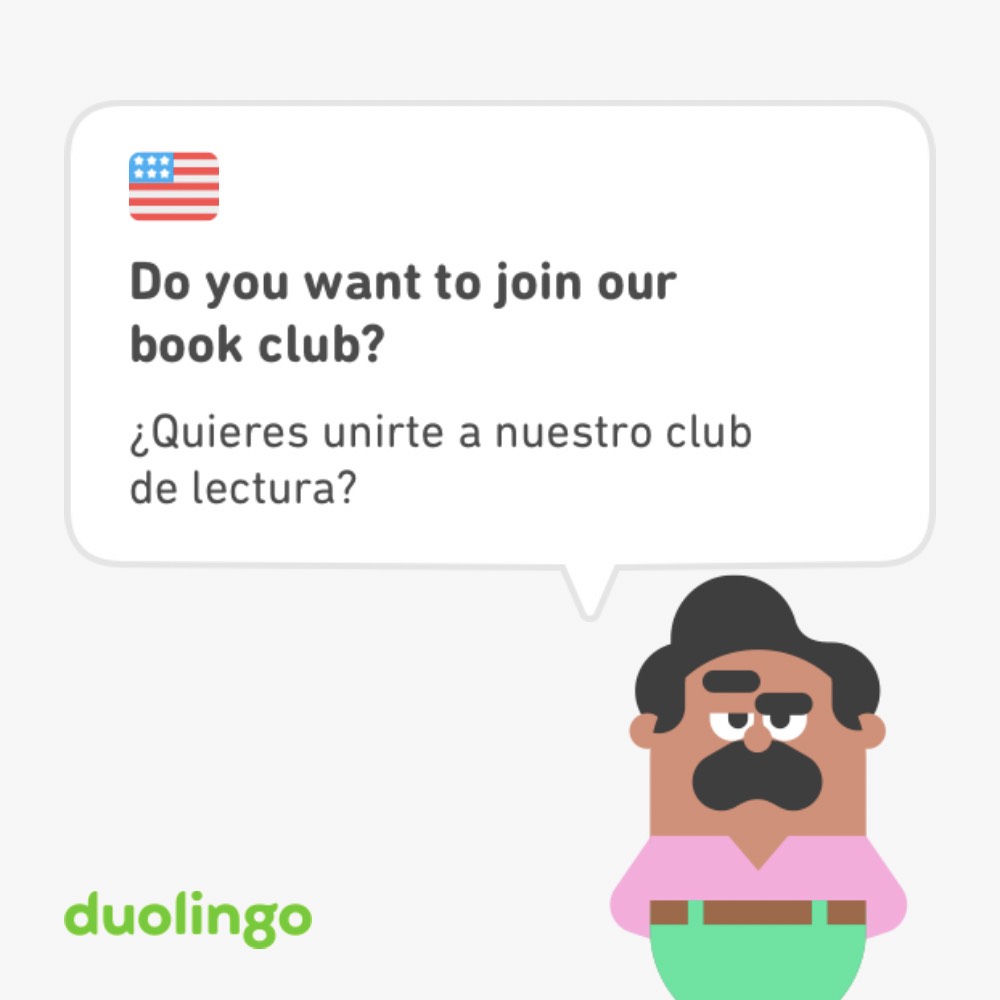 Do you want to join our
book club?
¿Quieres unirte a nuestro club
de lectura?
duolingo